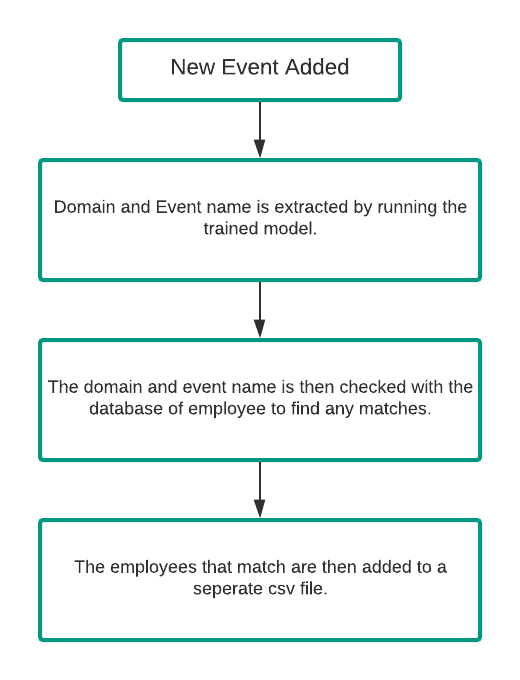 New Event Added
Domain and Event name is extracted by running the
trained model.
The domain and event name is then checked with the
database of employee to find any matches.
The employees that match are then added to a
seperate csv file.